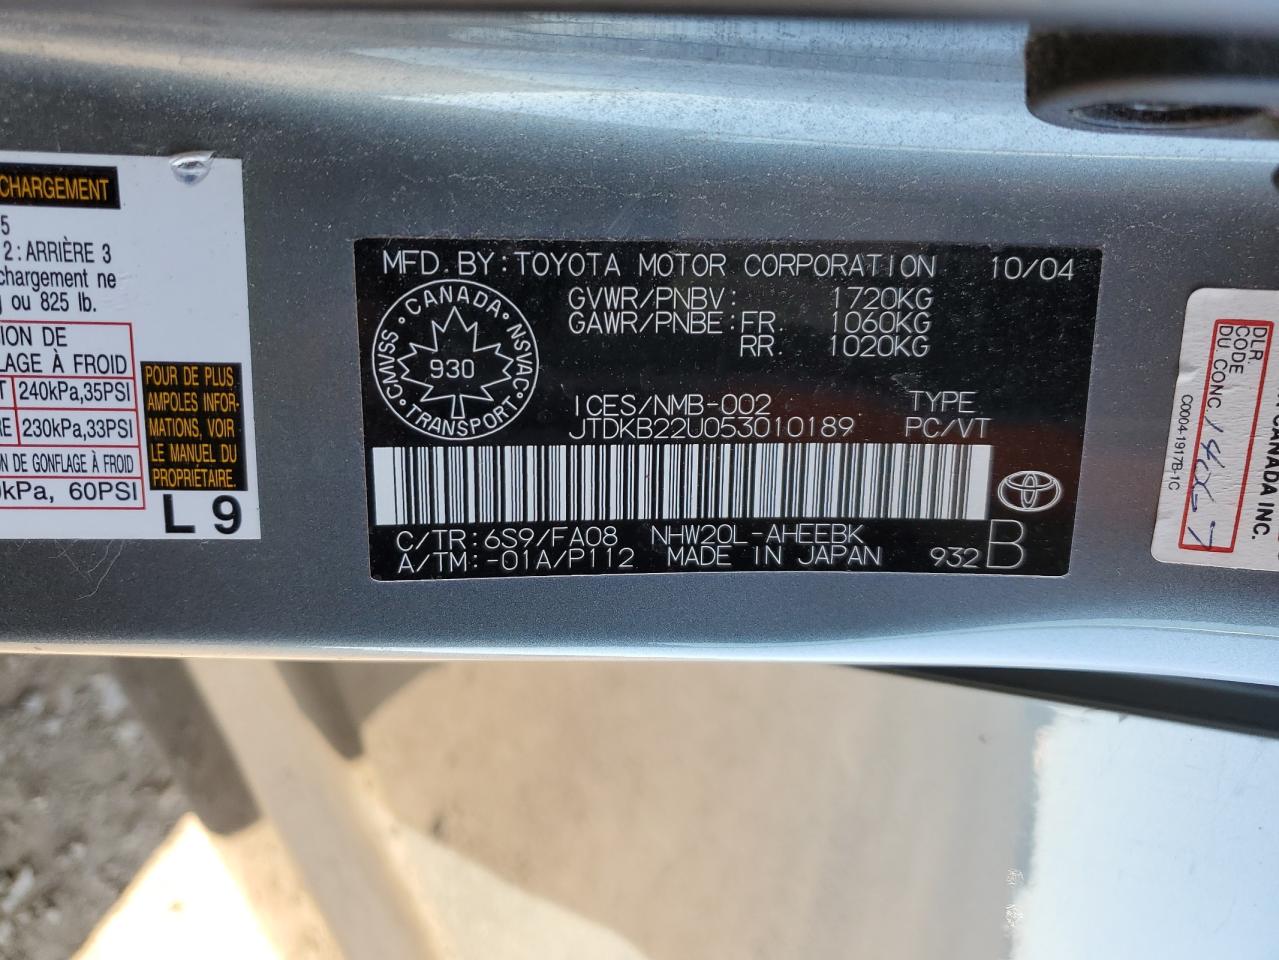 CHARGEMENT
5
2 : ARRIÈRE 3
chargement ne
ou 825 lb.
ION DE
LAGE À FROID
T 240kPa,35PSI
RE 230kPa,33PSI
ON DE GONFLAGE À FROID
0kPa, 60PSI
POUR DE PLUS
AMPLES INFOR-
MATIONS, VOIR
LE MANUEL DU
PROPRIÉTAIRE.
L 9
MFD. BY: TOYOTA MOTOR CORPORATION 10/04
GVWR/PNBV: 1720KG
GAWR/PNBE: FR. 1060KG
RR. 1020KG
CANADA · NSVAC · TRANSPORT · CMVSS
930
ICES/NMB-002 TYPE
JTDKB22U053010189 PC/VT
C/TR: 6S9/FA08 NHW20L-AHEEBK
A/TM: -01A/P112 MADE IN JAPAN 932 B
DLR.
CODE
DU CONC.
C0004-1917B-1C
CANADA INC.